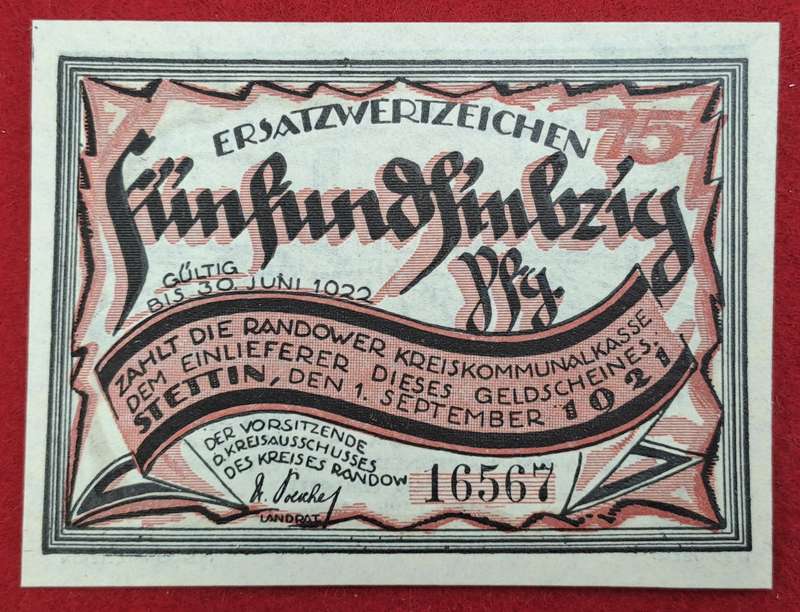 ERSATZWERTZEICHEN
75
Fünfundsiebzig
Pfg.
GÜLTIG
BIS 30. JUNI 1922
ZAHLT DIE RANDOWER KREISKOMMUNALKASSE
DEM EINLIEFERER DIESES GELDSCHEINES.
STETTIN, DEN 1. SEPTEMBER 1921
DER VORSITZENDE
D. KREISAUSSCHUSSES
DES KREISES RANDOW
LANDRAT
16567